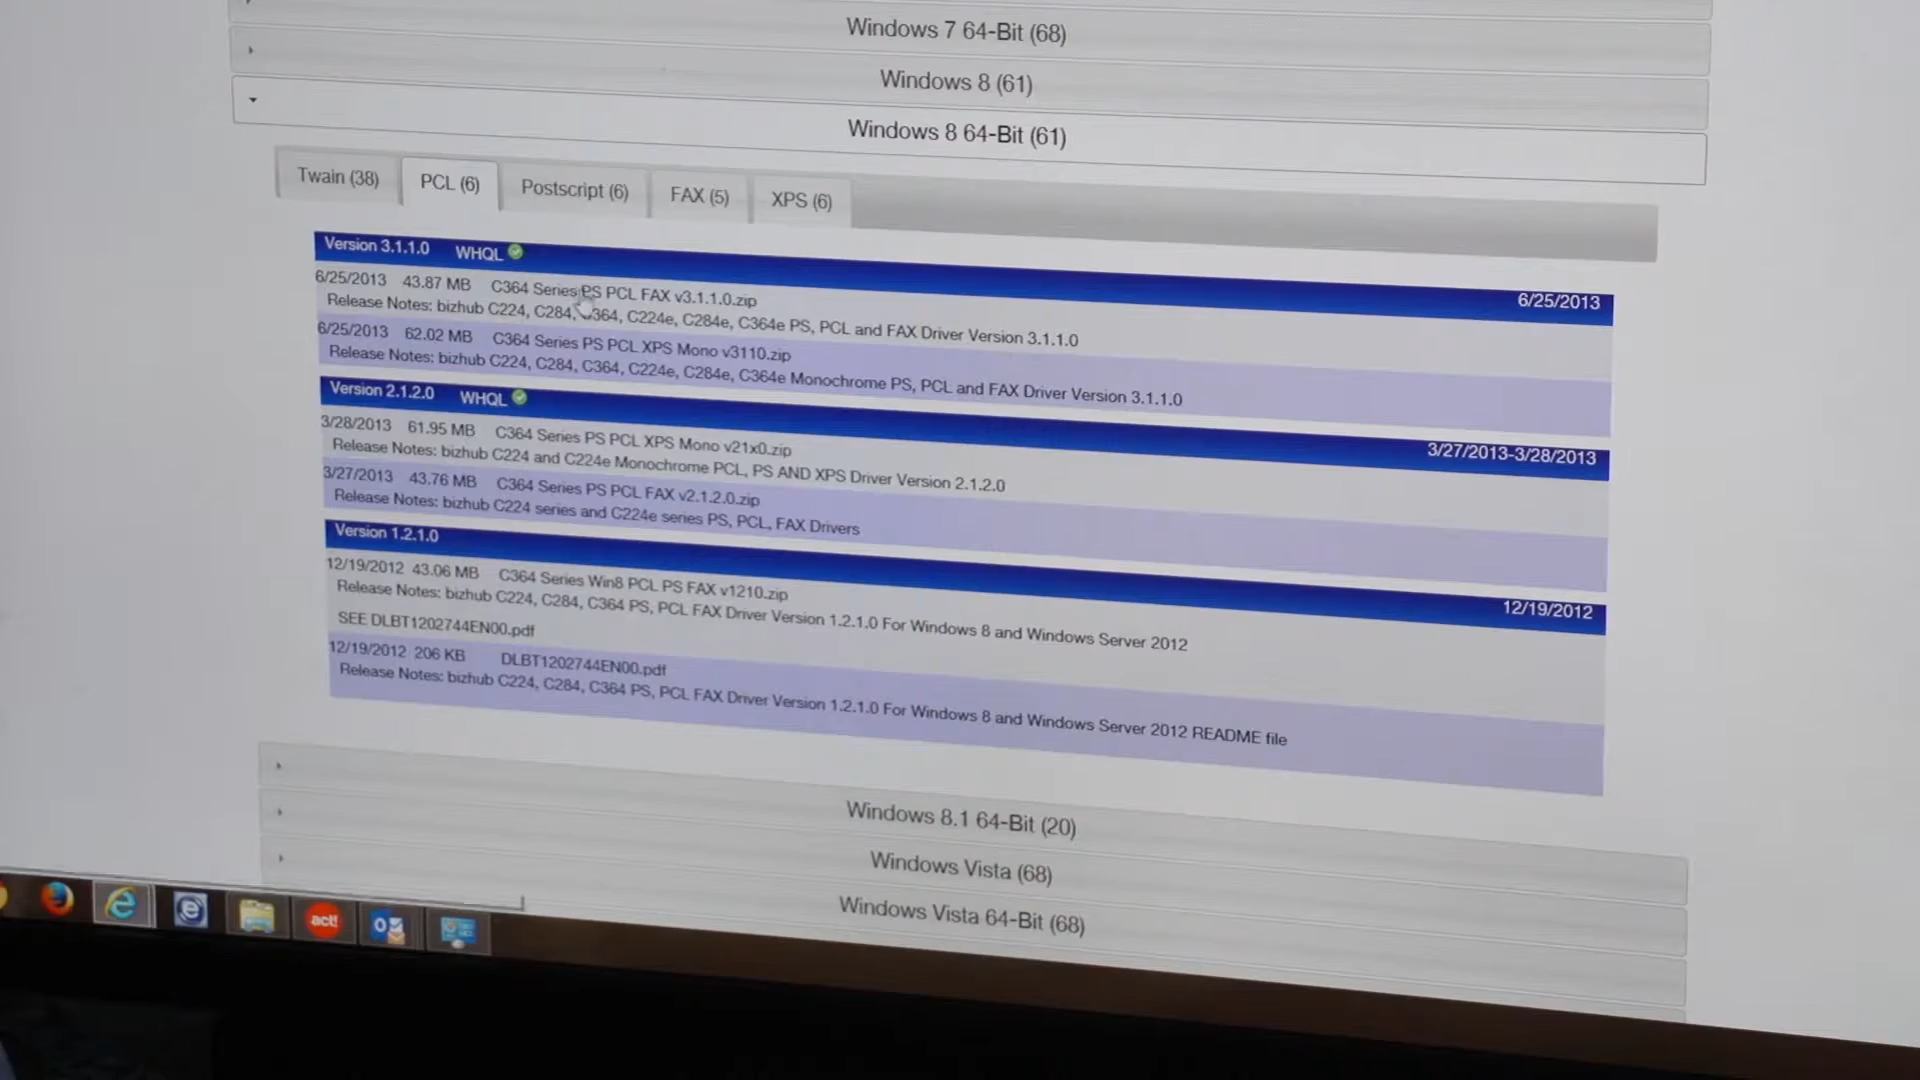 Windows 7 64-Bit (68)
Windows 8 (61)
Windows 8 64-Bit (61)
Twain (38) PCL (6) Postscript (6) FAX (5) XPS (6)
Version 3.1.1.0 WHQL 6/25/2013
6/25/2013 43.87 MB C364 Series PS PCL FAX v3.1.1.0.zip
Release Notes: bizhub C224, C284, C364, C224e, C284e, C364e PS, PCL and FAX Driver Version 3.1.1.0
6/25/2013 62.02 MB C364 Series PS PCL XPS Mono v3110.zip
Release Notes: bizhub C224, C284, C364, C224e, C284e, C364e Monochrome PS, PCL and FAX Driver Version 3.1.1.0
Version 2.1.2.0 WHQL 3/27/2013-3/28/2013
3/28/2013 61.95 MB C364 Series PS PCL XPS Mono v21x0.zip
Release Notes: bizhub C224 and C224e Monochrome PCL, PS AND XPS Driver Version 2.1.2.0
3/27/2013 43.76 MB C364 Series PS PCL FAX v2.1.2.0.zip
Release Notes: bizhub C224 series and C224e series PS, PCL, FAX Drivers
Version 1.2.1.0 12/19/2012
12/19/2012 43.06 MB C364 Series Win8 PCL PS FAX v1210.zip
Release Notes: bizhub C224, C284, C364 PS, PCL FAX Driver Version 1.2.1.0 For Windows 8 and Windows Server 2012
SEE DLBT1202744EN00.pdf
12/19/2012 206 KB DLBT1202744EN00.pdf
Release Notes: bizhub C224, C284, C364 PS, PCL FAX Driver Version 1.2.1.0 For Windows 8 and Windows Server 2012 README file
Windows 8.1 64-Bit (20)
Windows Vista (68)
Windows Vista 64-Bit (68)
act!